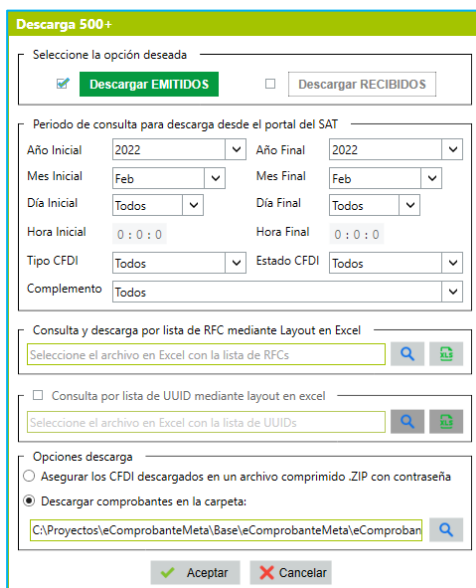 Descarga 500+
Seleccione la opción deseada
Descargar EMITIDOS Descargar RECIBIDOS
Periodo de consulta para descarga desde el portal del SAT
Año Inicial 2022 Año Final 2022
Mes Inicial Feb Mes Final Feb
Día Inicial Todos Día Final Todos
Hora Inicial 0 : 0 : 0 Hora Final 0 : 0 : 0
Tipo CFDI Todos Estado CFDI Todos
Complemento Todos
Consulta y descarga por lista de RFC mediante Layout en Excel
Seleccione el archivo en Excel con la lista de RFCs XLS
Consulta por lista de UUID mediante layout en excel
Seleccione el archivo en Excel con la lista de UUIDs XLS
Opciones descarga
Asegurar los CFDI descargados en un archivo comprimido .ZIP con contraseña
Descargar comprobantes en la carpeta:
C:\Proyectos\eComprobanteMeta\Base\eComprobanteMeta\eComproban
Aceptar Cancelar